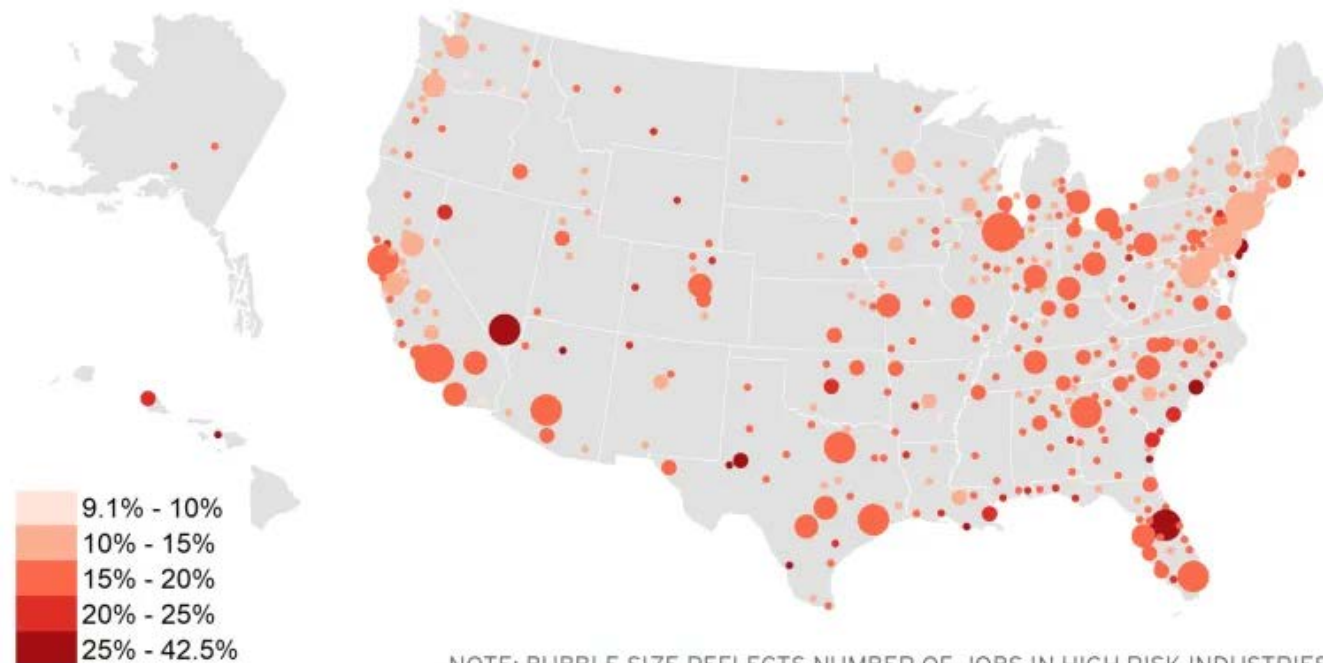 9.1% - 10%
10% - 15%
15% - 20%
20% - 25%
25% - 42.5%
NOTE: BUBBLE SIZE REFLECTS NUMBER OF JOBS IN HIGH RISK INDUSTRIES